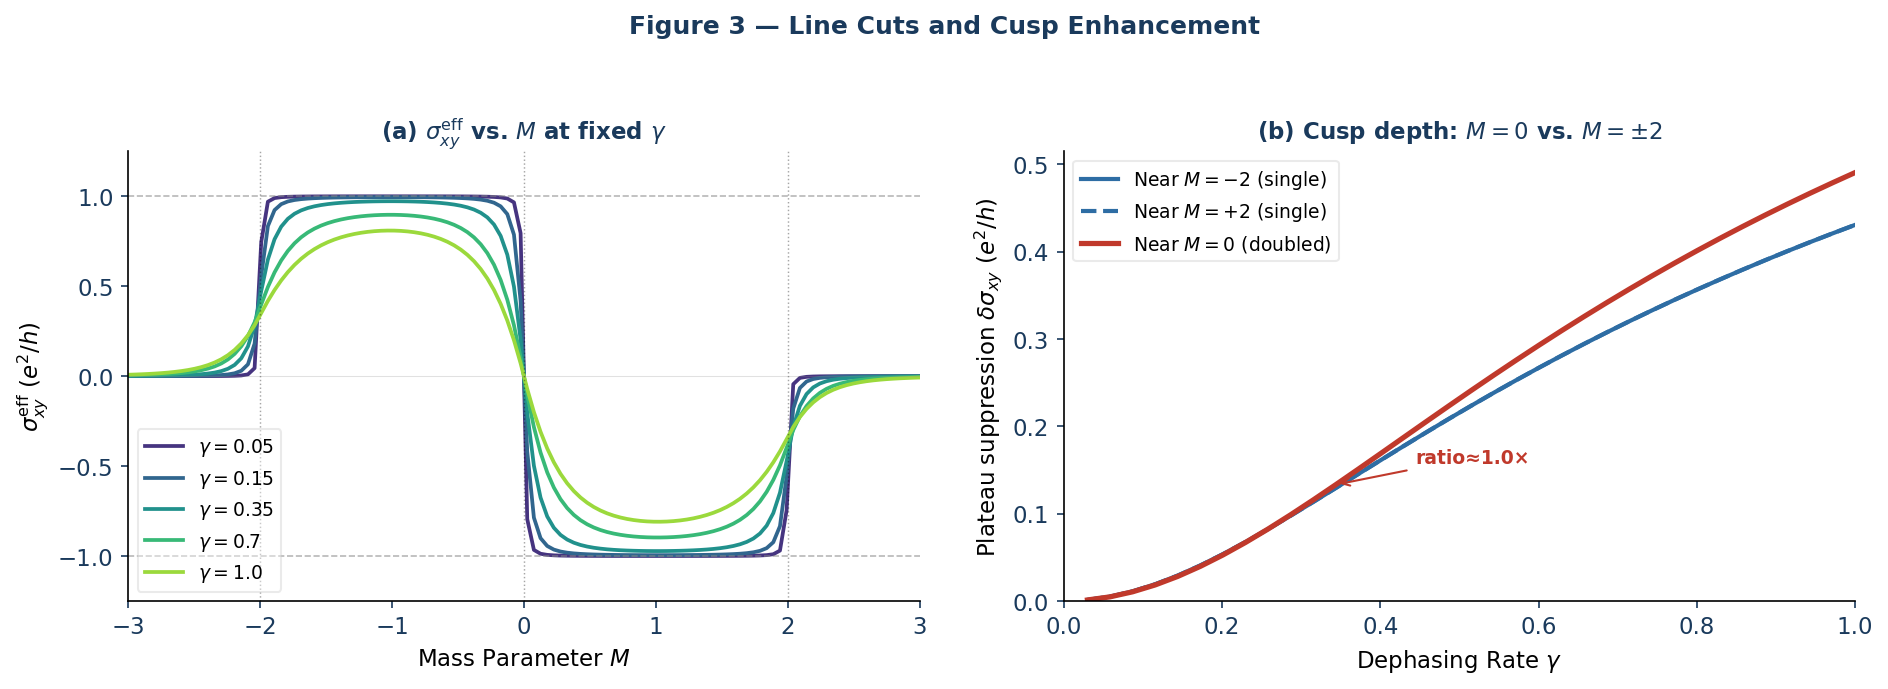 Figure 3 — Line Cuts and Cusp Enhancement
(a) σ_xy^eff vs. M at fixed γ
σ_xy^eff (e²/h)
1.0
0.5
0.0
−0.5
−1.0
γ = 0.05
γ = 0.15
γ = 0.35
γ = 0.7
γ = 1.0
−3 −2 −1 0 1 2 3
Mass Parameter M
(b) Cusp depth: M = 0 vs. M = ±2
Plateau suppression δσ_xy (e²/h)
0.5
0.4
0.3
0.2
0.1
0.0
Near M = −2 (single)
Near M = +2 (single)
Near M = 0 (doubled)
ratio≈1.0×
0.0 0.2 0.4 0.6 0.8 1.0
Dephasing Rate γ